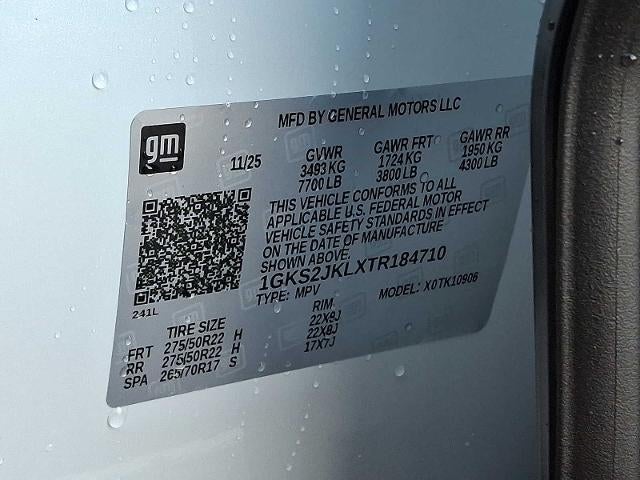 MFD BY GENERAL MOTORS LLC
gm
11/25
GVWR GAWR FRT GAWR RR
3493 KG 1724 KG 1950 KG
7700 LB 3800 LB 4300 LB
THIS VEHICLE CONFORMS TO ALL
APPLICABLE U.S. FEDERAL MOTOR
VEHICLE SAFETY STANDARDS IN EFFECT
ON THE DATE OF MANUFACTURE
SHOWN ABOVE.
1GKS2JKLXTR184710
TYPE: MPV MODEL: X0TK10906
241L
TIRE SIZE RIM
FRT 275/50R22 H 22X8J
RR 275/50R22 H 22X8J
SPA 265/70R17 S 17X7J